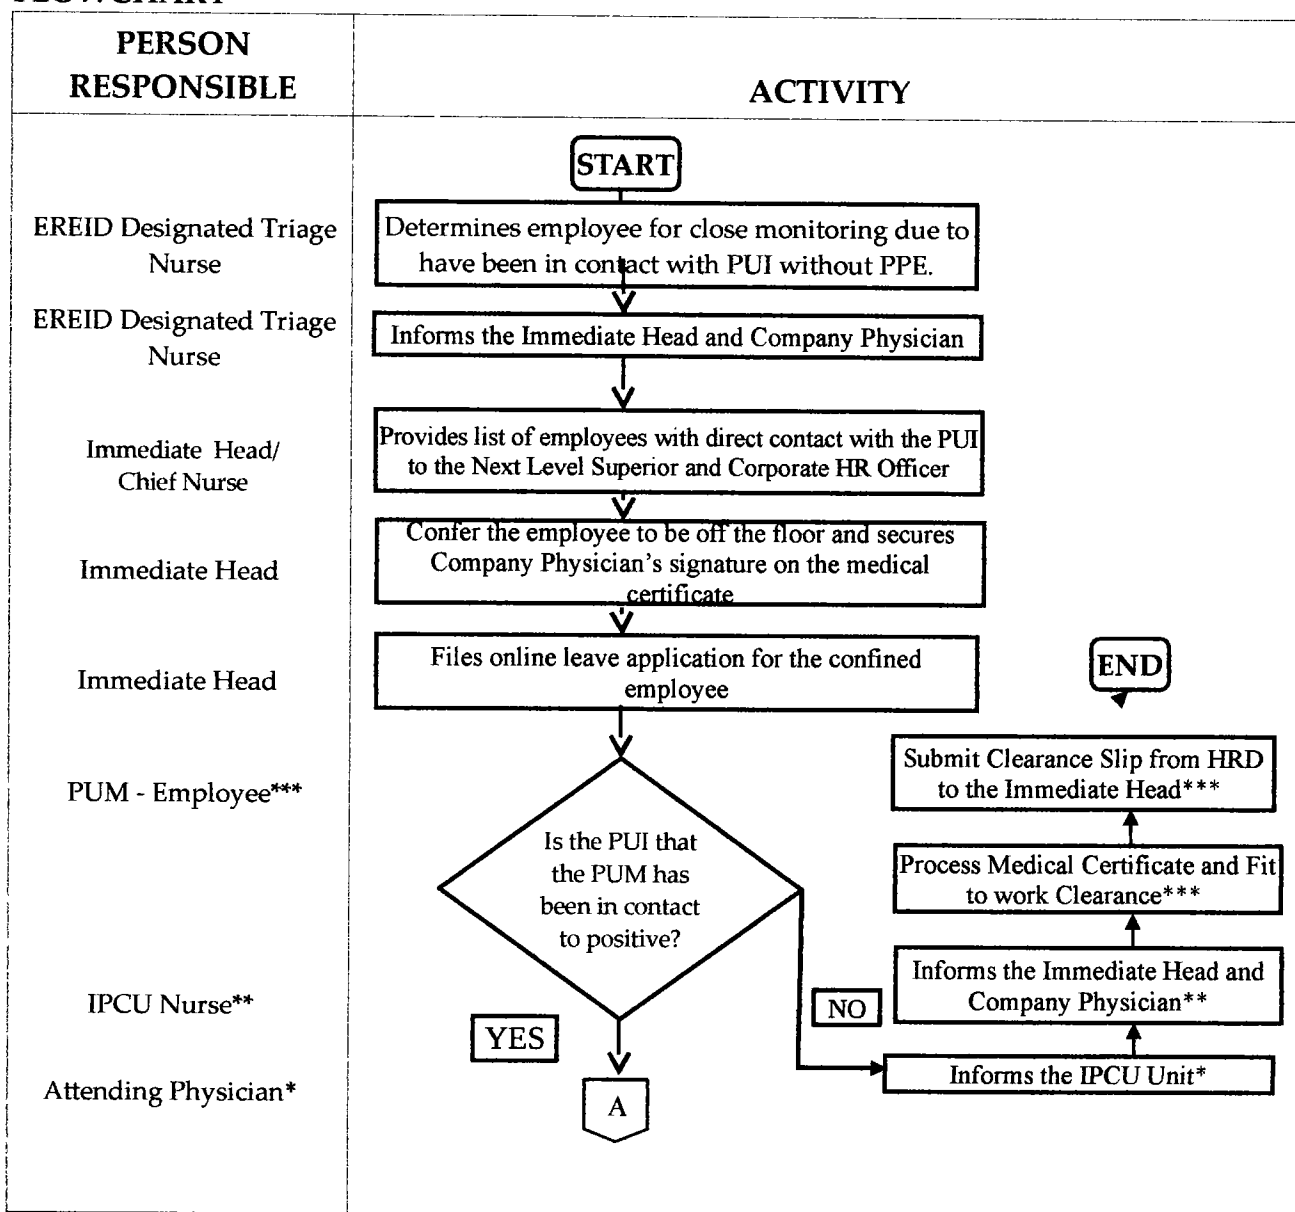 PERSON
RESPONSIBLE
ACTIVITY
START
EREID Designated Triage
Nurse
Determines employee for close monitoring due to
have been in contact with PUI without PPE.
EREID Designated Triage
Nurse
Informs the Immediate Head and Company Physician
Immediate Head/
Chief Nurse
Provides list of employees with direct contact with the PUI
to the Next Level Superior and Corporate HR Officer
Immediate Head
Confer the employee to be off the floor and secures
Company Physician's signature on the medical
certificate
Immediate Head
Files online leave application for the confined
employee
END
PUM - Employee***
Submit Clearance Slip from HRD
to the Immediate Head***
Is the PUI that
the PUM has
been in contact
to positive?
Process Medical Certificate and Fit
to work Clearance***
IPCU Nurse**
Informs the Immediate Head and
Company Physician**
NO
YES
Attending Physician*
Informs the IPCU Unit*
A